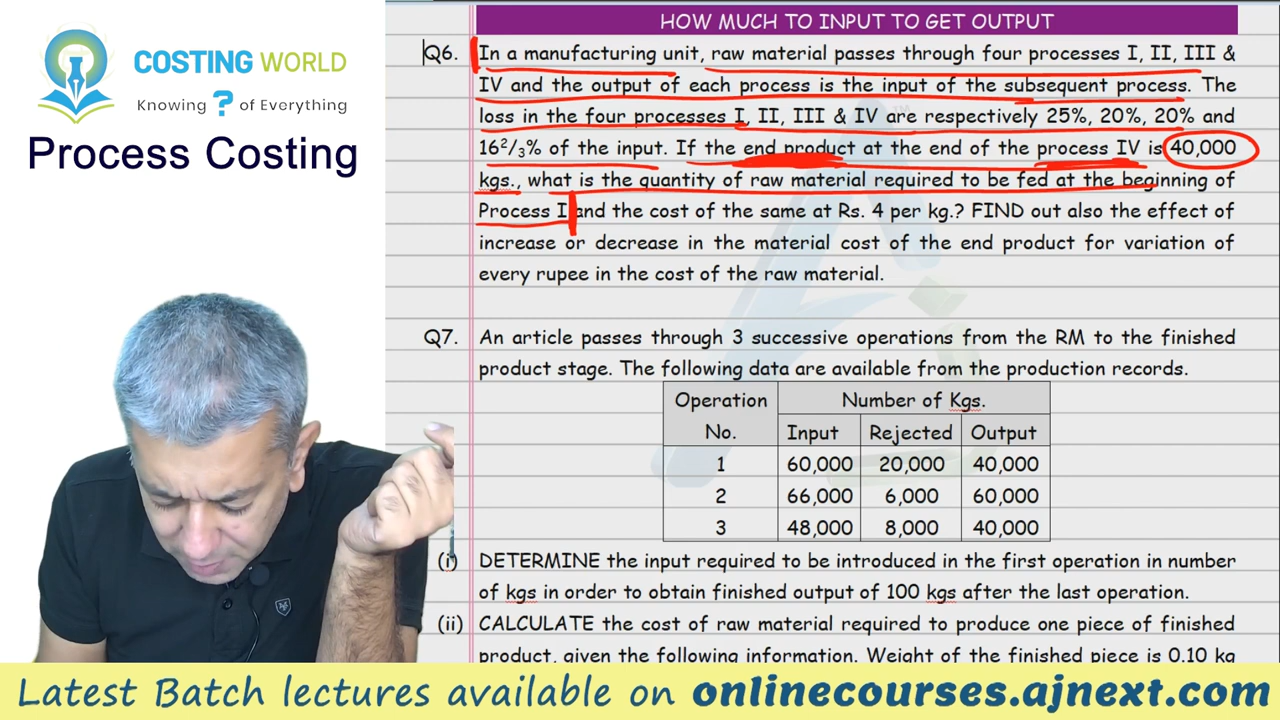 HOW MUCH TO INPUT TO GET OUTPUT
COSTING WORLD
Knowing ? of Everything
Process Costing
Q6. In a manufacturing unit, raw material passes through four processes I, II, III &
IV and the output of each process is the input of the subsequent process. The
loss in the four processes I, II, III & IV are respectively 25%, 20%, 20% and
16²/₃% of the input. If the end product at the end of the process IV is 40,000
kgs., what is the quantity of raw material required to be fed at the beginning of
Process I and the cost of the same at Rs. 4 per kg.? FIND out also the effect of
increase or decrease in the material cost of the end product for variation of
every rupee in the cost of the raw material.
Q7. An article passes through 3 successive operations from the RM to the finished
product stage. The following data are available from the production records.
Operation No. Number of Kgs.
Input Rejected Output
1 60,000 20,000 40,000
2 66,000 6,000 60,000
3 48,000 8,000 40,000
(i) DETERMINE the input required to be introduced in the first operation in number
of kgs in order to obtain finished output of 100 kgs after the last operation.
(ii) CALCULATE the cost of raw material required to produce one piece of finished
product, given the following information. Weight of the finished piece is 0.10 kg
Latest Batch lectures available on onlinecourses.ajnext.com